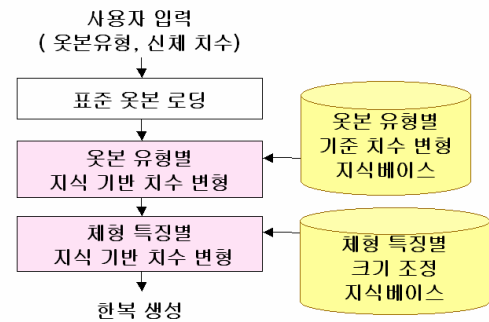 사용자 입력
( 옷본유형, 신체 치수)
표준 옷본 로딩
옷본 유형별
지식 기반 치수 변형
옷본 유형별
기준 치수 변형
지식베이스
체형 특징별
지식 기반 치수 변형
체형 특징별
크기 조정
지식베이스
한복 생성